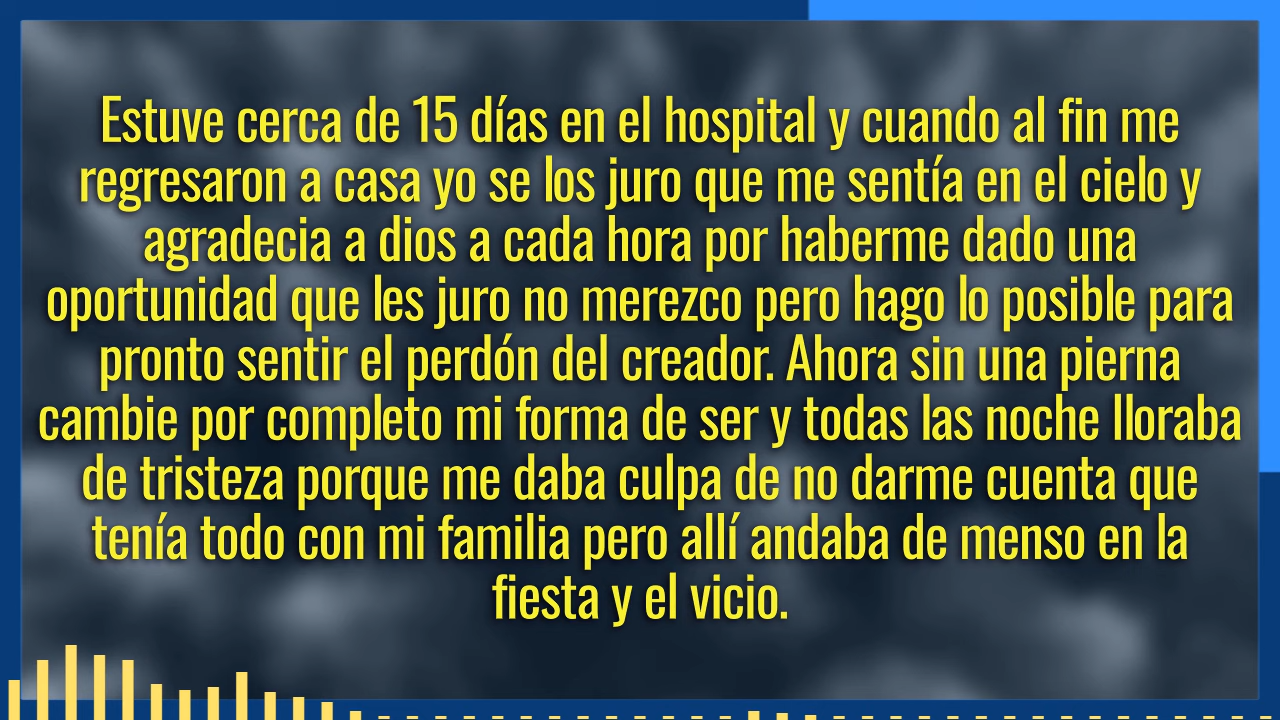 Estuve cerca de 15 días en el hospital y cuando al fin me
regresaron a casa yo se los juro que me sentía en el cielo y
agradecia a dios a cada hora por haberme dado una
oportunidad que les juro no merezco pero hago lo posible para
pronto sentir el perdón del creador. Ahora sin una pierna
cambie por completo mi forma de ser y todas las noche lloraba
de tristeza porque me daba culpa de no darme cuenta que
tenía todo con mi familia pero allí andaba de menso en la
fiesta y el vicio.